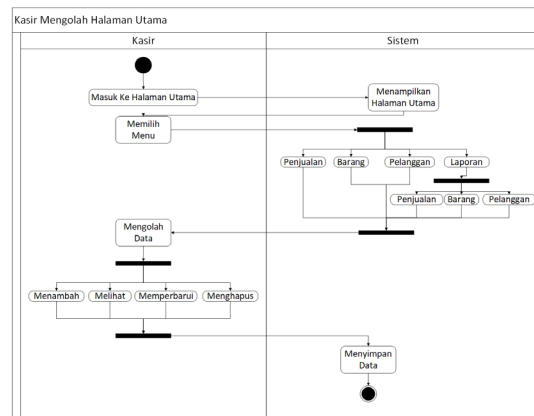 Kasir Mengolah Halaman Utama
Kasir
Sistem
Masuk Ke Halaman Utama
Menampilkan
Halaman Utama
Memilih
Menu
Penjualan
Barang
Pelanggan
Laporan
Penjualan
Barang
Pelanggan
Mengolah
Data
Menambah
Melihat
Memperbarui
Menghapus
Menyimpan
Data